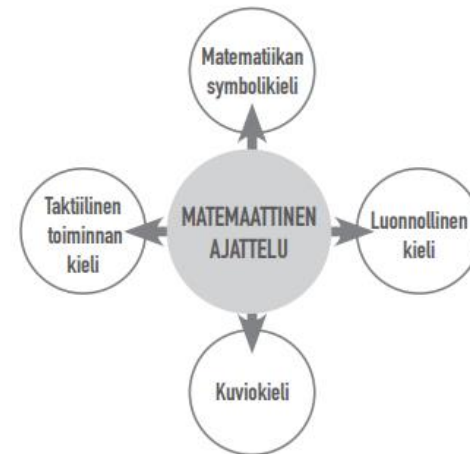 Matematiikan
symbolikieli
Taktiilinen
toiminnan
kieli
MATEMAATTINEN
AJATTELU
Luonnollinen
kieli
Kuviokieli